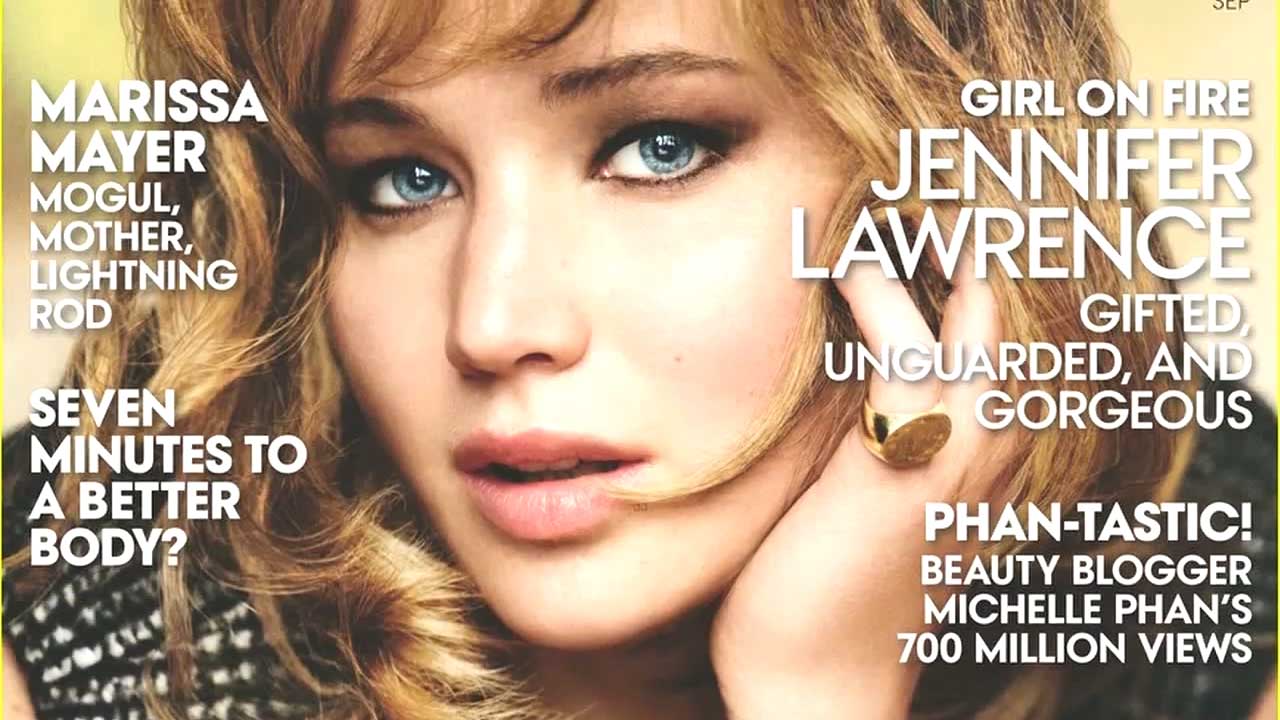 SEP
MARISSA
MAYER
MOGUL,
MOTHER,
LIGHTNING
ROD
SEVEN
MINUTES TO
A BETTER
BODY?
GIRL ON FIRE
JENNIFER
LAWRENCE
GIFTED,
UNGUARDED, AND
GORGEOUS
PHAN-TASTIC!
BEAUTY BLOGGER
MICHELLE PHAN'S
700 MILLION VIEWS